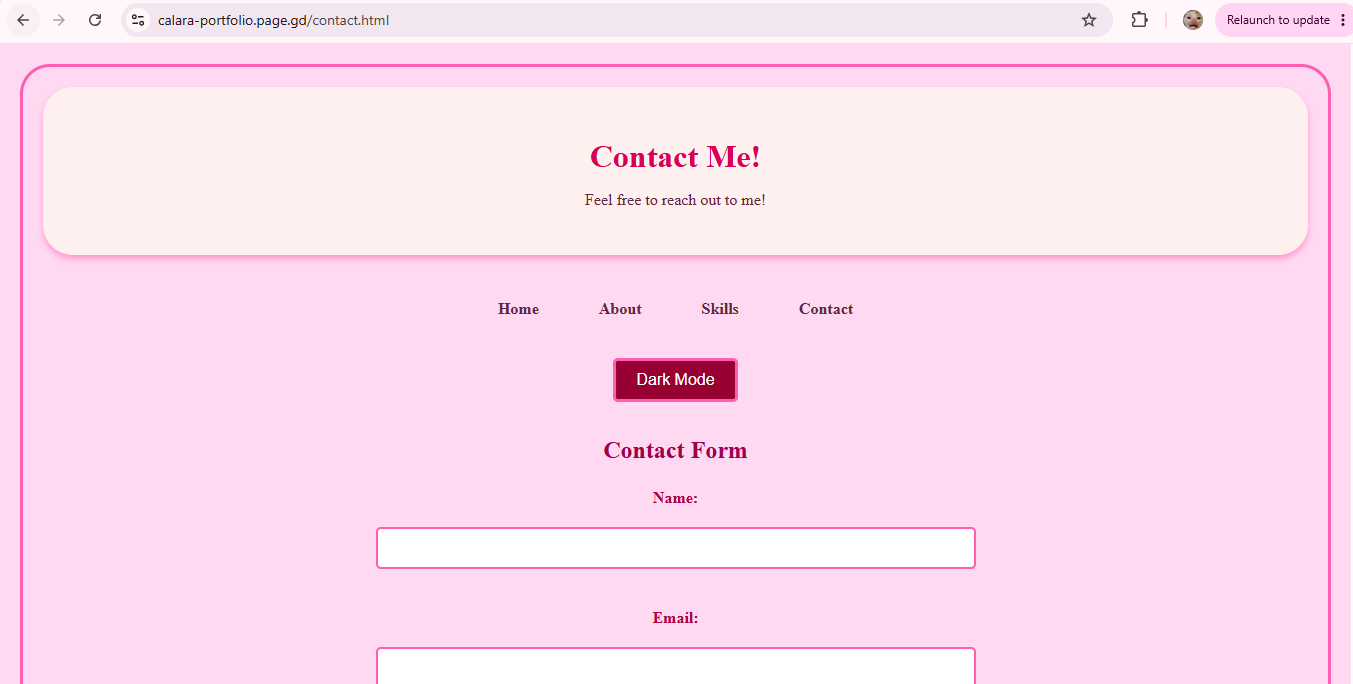 calara-portfolio.page.gd/contact.html
Relaunch to update
Contact Me!
Feel free to reach out to me!
Home About Skills Contact
Dark Mode
Contact Form
Name:
Email: